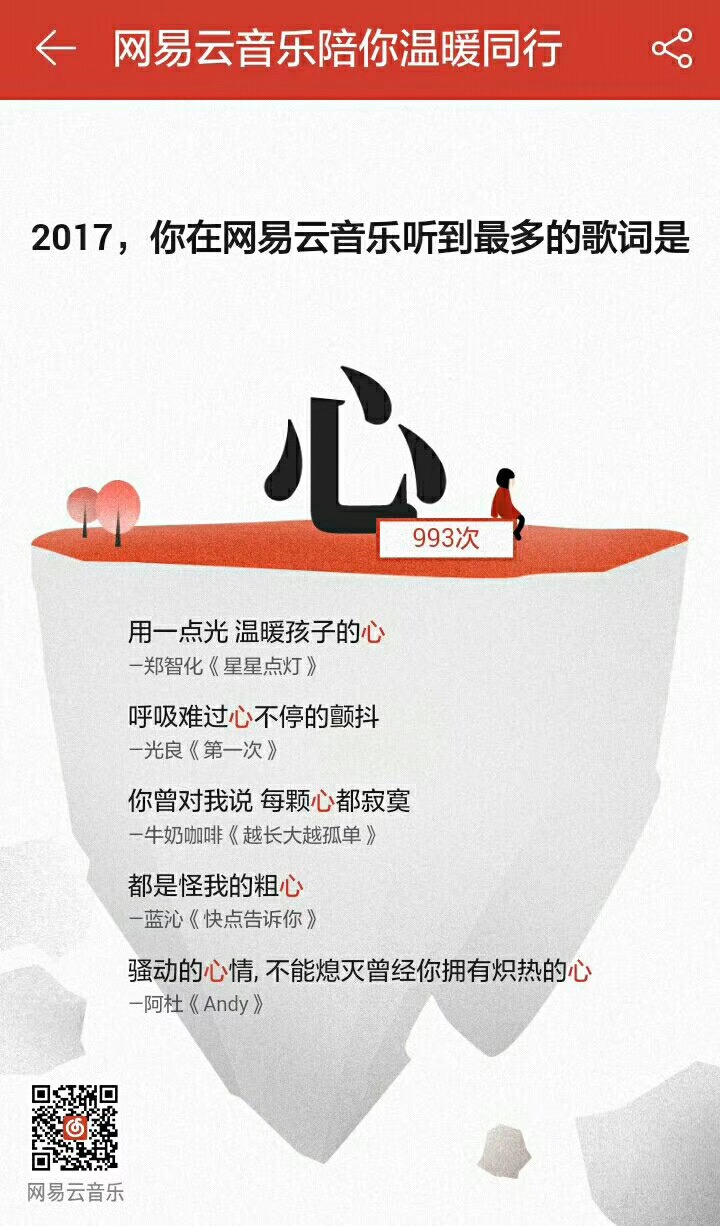 网易云音乐陪你温暖同行
2017，你在网易云音乐听到最多的歌词是
心
993次
用一点光 温暖孩子的心
—郑智化《星星点灯》
呼吸难过心不停的颤抖
—光良《第一次》
你曾对我说 每颗心都寂寞
—牛奶咖啡《越长大越孤单》
都是怪我的粗心
—蓝沁《快点告诉你》
骚动的心情, 不能熄灭曾经你拥有炽热的心
—阿杜《Andy》
网易云音乐